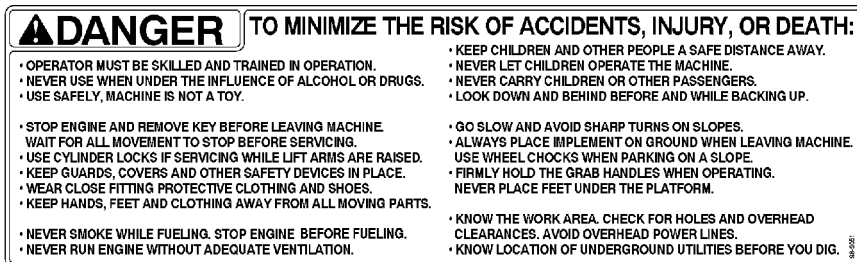 DANGER
TO MINIMIZE THE RISK OF ACCIDENTS, INJURY, OR DEATH:
• OPERATOR MUST BE SKILLED AND TRAINED IN OPERATION.
• NEVER USE WHEN UNDER THE INFLUENCE OF ALCOHOL OR DRUGS.
• USE SAFELY, MACHINE IS NOT A TOY.
• STOP ENGINE AND REMOVE KEY BEFORE LEAVING MACHINE.
WAIT FOR ALL MOVEMENT TO STOP BEFORE SERVICING.
• USE CYLINDER LOCKS IF SERVICING WHILE LIFT ARMS ARE RAISED.
• KEEP GUARDS, COVERS AND OTHER SAFETY DEVICES IN PLACE.
• WEAR CLOSE FITTING PROTECTIVE CLOTHING AND SHOES.
• KEEP HANDS, FEET AND CLOTHING AWAY FROM ALL MOVING PARTS.
• NEVER SMOKE WHILE FUELING. STOP ENGINE BEFORE FUELING.
• NEVER RUN ENGINE WITHOUT ADEQUATE VENTILATION.
• KEEP CHILDREN AND OTHER PEOPLE A SAFE DISTANCE AWAY.
• NEVER LET CHILDREN OPERATE THE MACHINE.
• NEVER CARRY CHILDREN OR OTHER PASSENGERS.
• LOOK DOWN AND BEHIND BEFORE AND WHILE BACKING UP.
• GO SLOW AND AVOID SHARP TURNS ON SLOPES.
• ALWAYS PLACE IMPLEMENT ON GROUND WHEN LEAVING MACHINE.
USE WHEEL CHOCKS WHEN PARKING ON A SLOPE.
• FIRMLY HOLD THE GRAB HANDLES WHEN OPERATING.
NEVER PLACE FEET UNDER THE PLATFORM.
• KNOW THE WORK AREA. CHECK FOR HOLES AND OVERHEAD
CLEARANCES. AVOID OVERHEAD POWER LINES.
• KNOW LOCATION OF UNDERGROUND UTILITIES BEFORE YOU DIG.